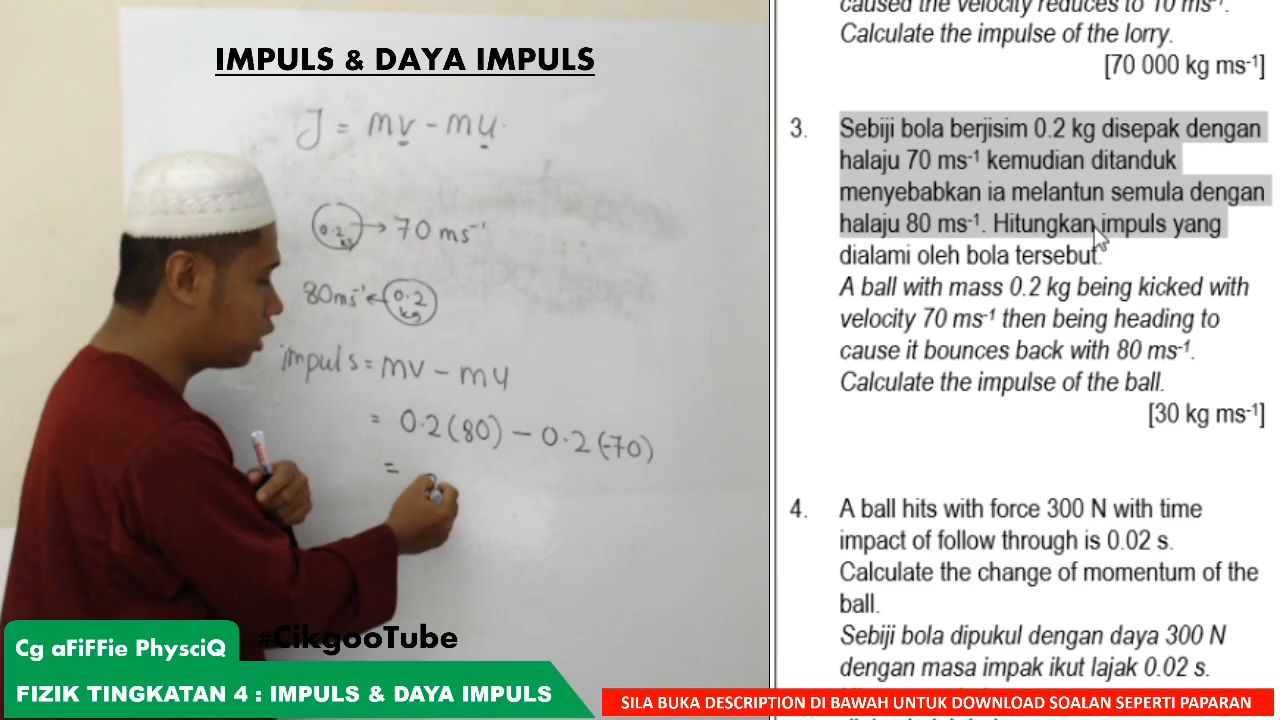 IMPULS & DAYA IMPULS
J = mv - mu
0.2 kg → 70 ms⁻¹
80ms⁻¹ ← 0.2 kg
impuls = mv - mu
= 0.2 (80) - 0.2 (-70)
=
Cg aFiFFie PhysciQ
#CikgooTube
FIZIK TINGKATAN 4 : IMPULS & DAYA IMPULS
caused the velocity reduces to 10 ms⁻¹.
Calculate the impulse of the lorry.
[70 000 kg ms⁻¹]
3. Sebiji bola berjisim 0.2 kg disepak dengan
halaju 70 ms⁻¹ kemudian ditanduk
menyebabkan ia melantun semula dengan
halaju 80 ms⁻¹. Hitungkan impuls yang
dialami oleh bola tersebut.
A ball with mass 0.2 kg being kicked with
velocity 70 ms⁻¹ then being heading to
cause it bounces back with 80 ms⁻¹.
Calculate the impulse of the ball.
[30 kg ms⁻¹]
4. A ball hits with force 300 N with time
impact of follow through is 0.02 s.
Calculate the change of momentum of the
ball.
Sebiji bola dipukul dengan daya 300 N
dengan masa impak ikut lajak 0.02 s.
SILA BUKA DESCRIPTION DI BAWAH UNTUK DOWNLOAD SOALAN SEPERTI PAPARAN